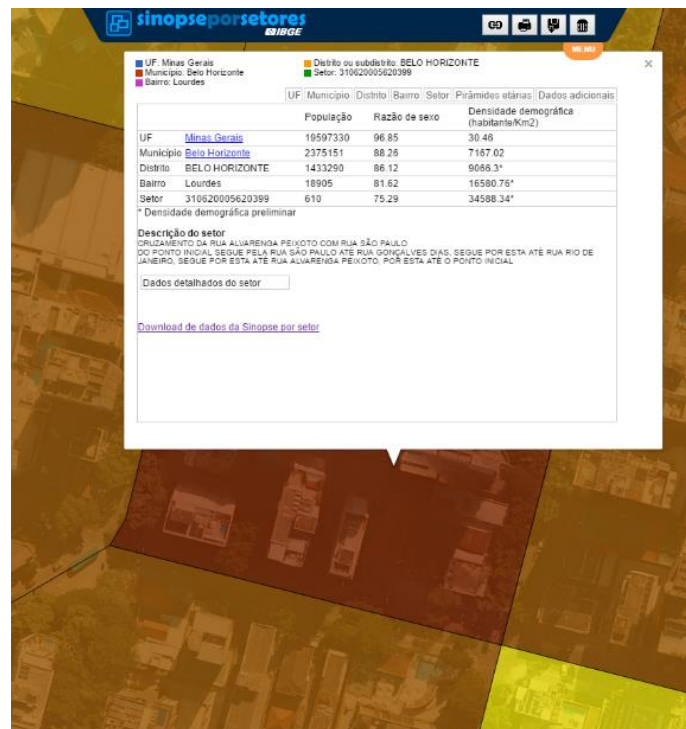 sinopseporsetores
IBGE
MENU
UF: Minas Gerais
Distrito ou subdistrito: BELO HORIZONTE
Município: Belo Horizonte
Setor: 310620005620399
Bairro: Lourdes
UF Município Distrito Bairro Setor Pirâmides etárias Dados adicionais
População Razão de sexo Densidade demográfica
(habitante/Km2)
UF Minas Gerais 19597330 96.85 30.46
Município Belo Horizonte 2375151 88.26 7167.02
Distrito BELO HORIZONTE 1433290 86.12 9066.3*
Bairro Lourdes 18905 81.62 16580.76*
Setor 310620005620399 610 75.29 34588.34*
* Densidade demográfica preliminar
Descrição do setor
CRUZAMENTO DA RUA ALVARENGA PEIXOTO COM RUA SÃO PAULO
DO PONTO INICIAL SEGUE PELA RUA SÃO PAULO ATÉ RUA GONÇALVES DIAS, SEGUE POR ESTA ATÉ RUA RIO DE
JANEIRO, SEGUE POR ESTA ATÉ RUA ALVARENGA PEIXOTO, POR ESTA ATÉ O PONTO INICIAL
Dados detalhados do setor
Download de dados da Sinopse por setor